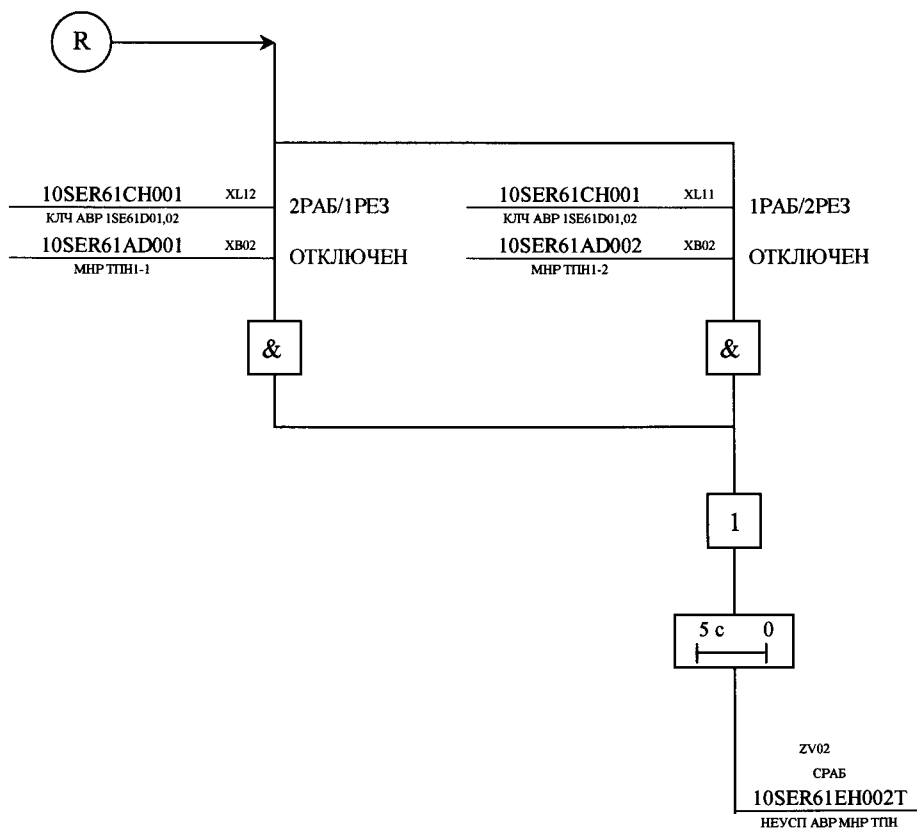 R
10SER61CH001 XL12 2РАБ/1РЕЗ
КЛЧ АВР 1SE61D01,02
10SER61AD001 XB02 ОТКЛЮЧЕН
МНР ТПН1-1
10SER61CH001 XL11 1РАБ/2РЕЗ
КЛЧ АВР 1SE61D01,02
10SER61AD002 XB02 ОТКЛЮЧЕН
МНР ТПН1-2
& &
1
5 с 0
ZV02
СРАБ
10SER61EH002T
НЕУСП АВР МНР ТПН